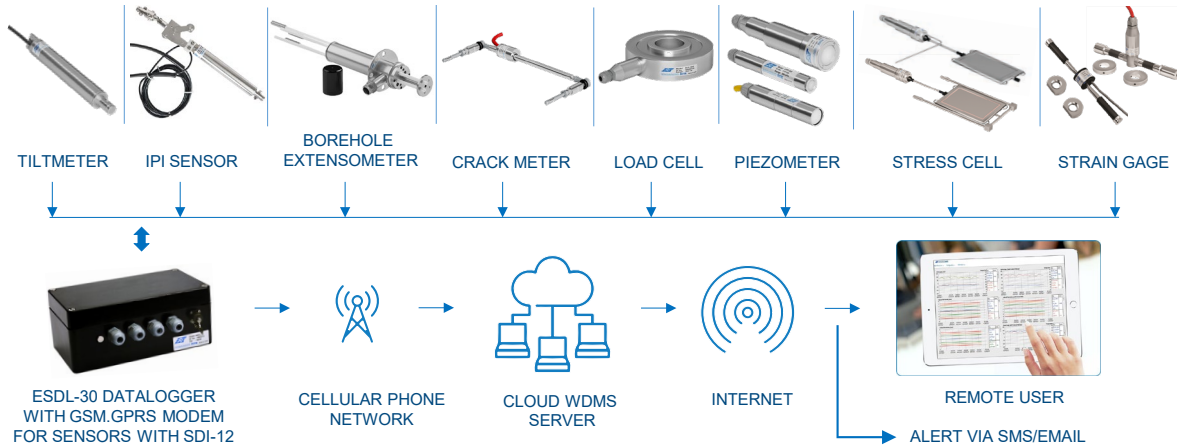 TILTMETER
IPI SENSOR
BOREHOLE
EXTENSOMETER
CRACK METER
LOAD CELL
PIEZOMETER
STRESS CELL
STRAIN GAGE
ESDL-30 DATALOGGER
WITH GSM.GPRS MODEM
FOR SENSORS WITH SDI-12
CELLULAR PHONE
NETWORK
CLOUD WDMS
SERVER
INTERNET
REMOTE USER
ALERT VIA SMS/EMAIL